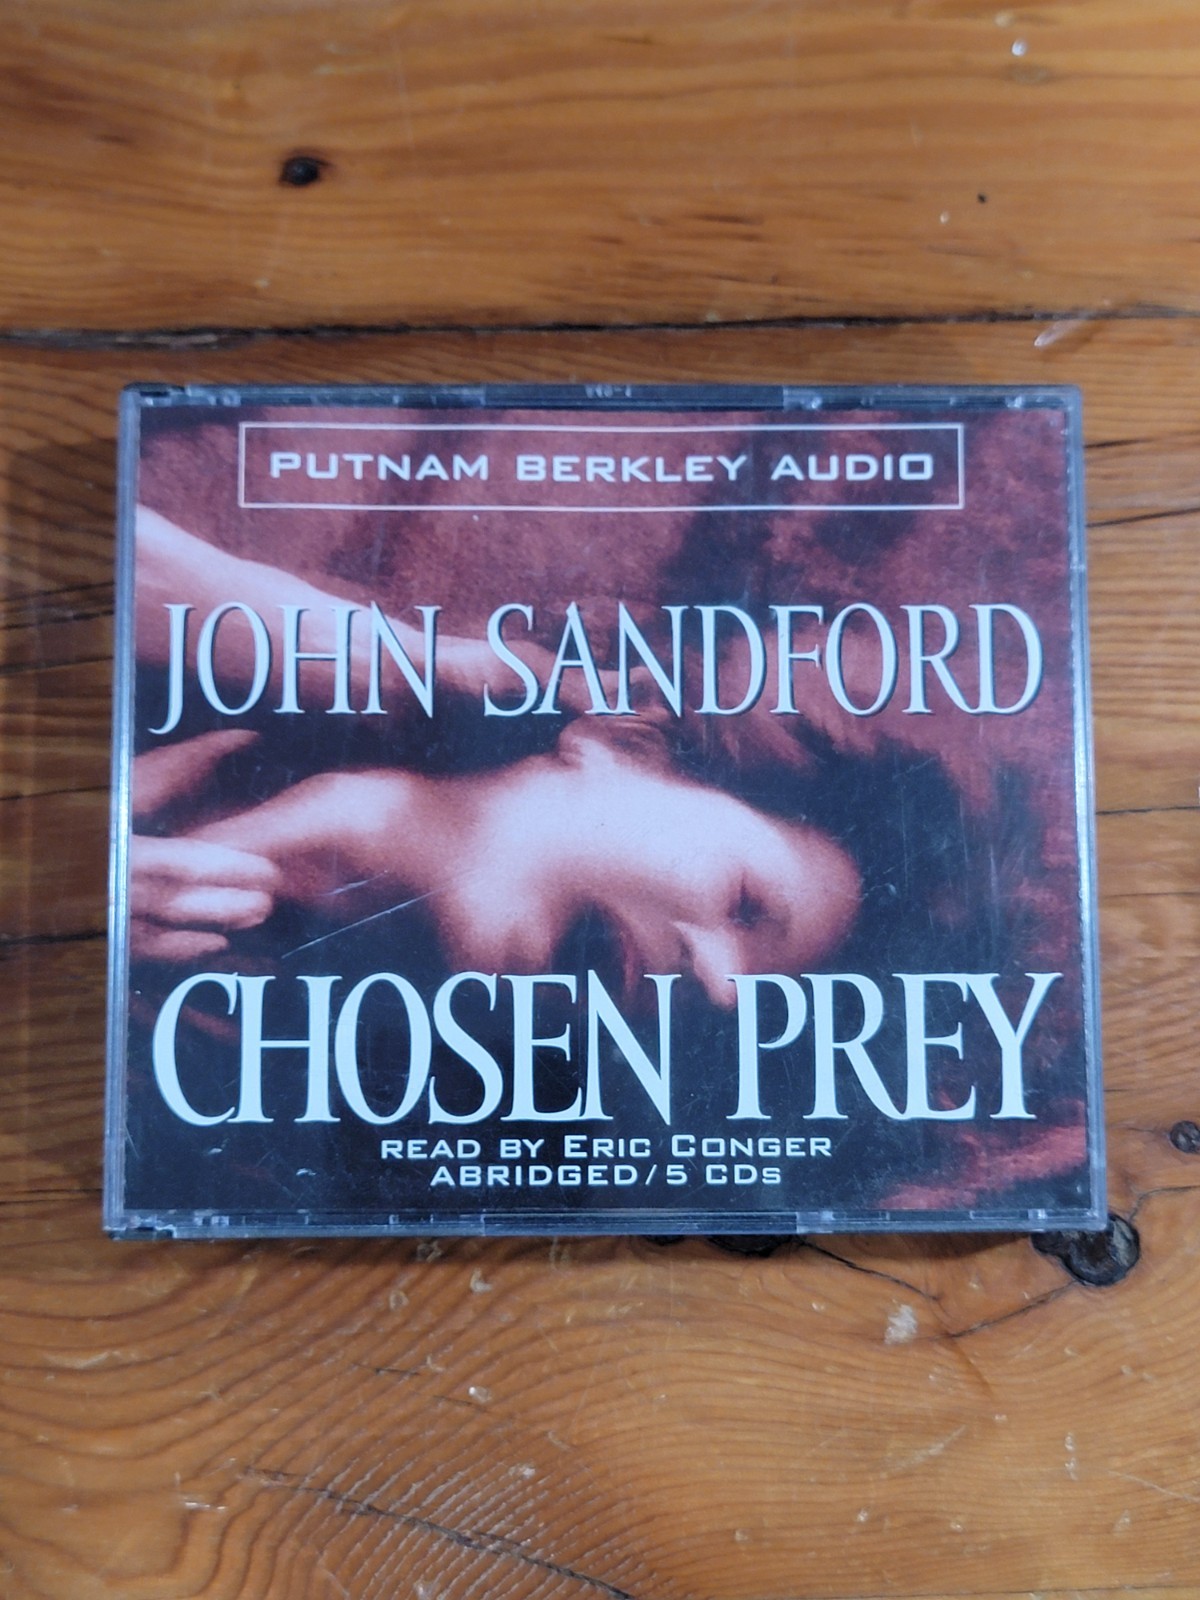 PUTNAM BERKLEY AUDIO
JOHN SANDFORD
CHOSEN PREY
READ BY ERIC CONGER
ABRIDGED/5 CDs